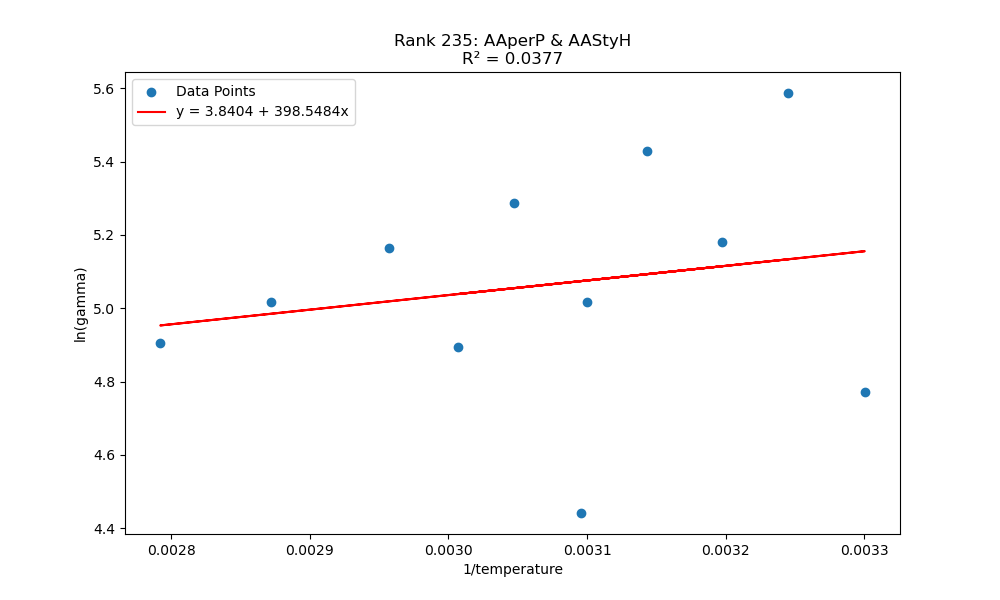 Rank 235: AAperP & AAStyH
R² = 0.0377
Data Points
y = 3.8404 + 398.5484x
5.6
5.4
5.2
5.0
4.8
4.6
4.4
ln(gamma)
0.0028
0.0029
0.0030
0.0031
0.0032
0.0033
1/temperature